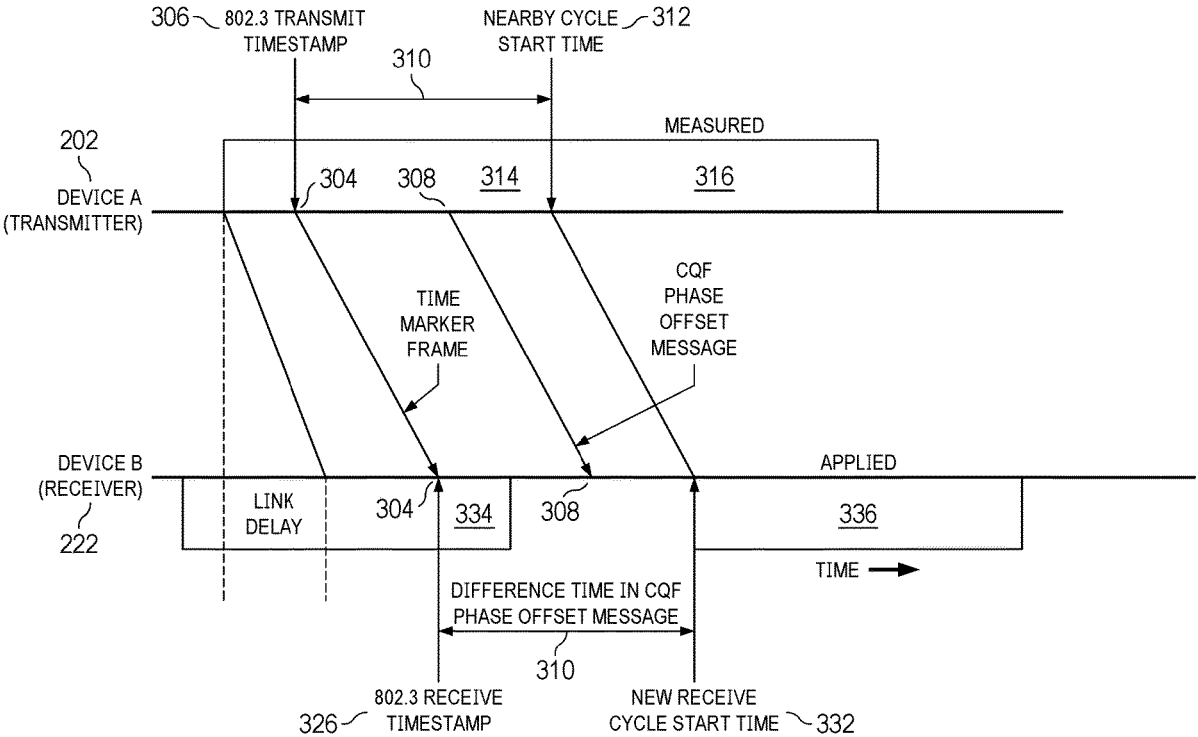 306
802.3 TRANSMIT
TIMESTAMP
NEARBY CYCLE
START TIME
312
310
MEASURED
202
DEVICE A
(TRANSMITTER)
304
308
314
316
TIME
MARKER
FRAME
CQF
PHASE
OFFSET
MESSAGE
DEVICE B
(RECEIVER)
222
APPLIED
LINK
DELAY
304
334
308
336
TIME
DIFFERENCE TIME IN CQF
PHASE OFFSET MESSAGE
310
326
802.3 RECEIVE
TIMESTAMP
NEW RECEIVE
CYCLE START TIME
332